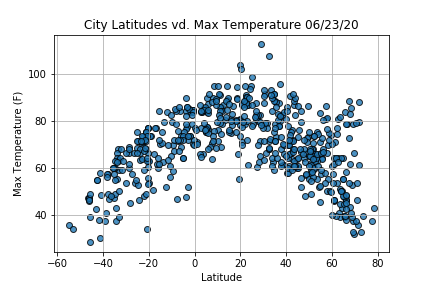 City Latitudes vd. Max Temperature 06/23/20
100
80
60
40
Max Temperature (F)
−60 −40 −20 0 20 40 60 80
Latitude